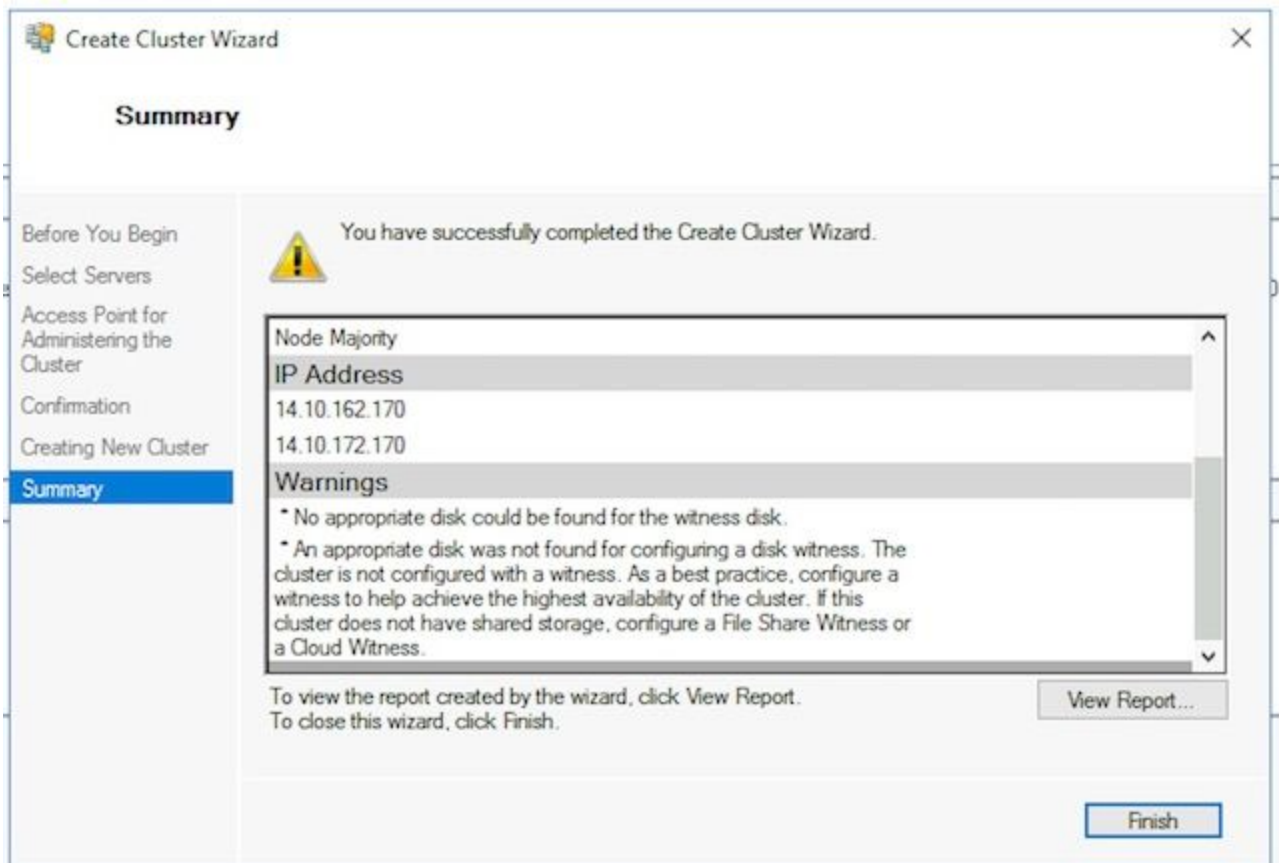 Create Cluster Wizard
Summary
Before You Begin
Select Servers
Access Point for
Administering the
Cluster
Confirmation
Creating New Cluster
Summary
You have successfully completed the Create Cluster Wizard.
Node Majority
IP Address
14.10.162.170
14.10.172.170
Warnings
* No appropriate disk could be found for the witness disk.
* An appropriate disk was not found for configuring a disk witness. The
cluster is not configured with a witness. As a best practice, configure a
witness to help achieve the highest availability of the cluster. If this
cluster does not have shared storage, configure a File Share Witness or
a Cloud Witness.
To view the report created by the wizard, click View Report.
To close this wizard, click Finish.
View Report...
Finish